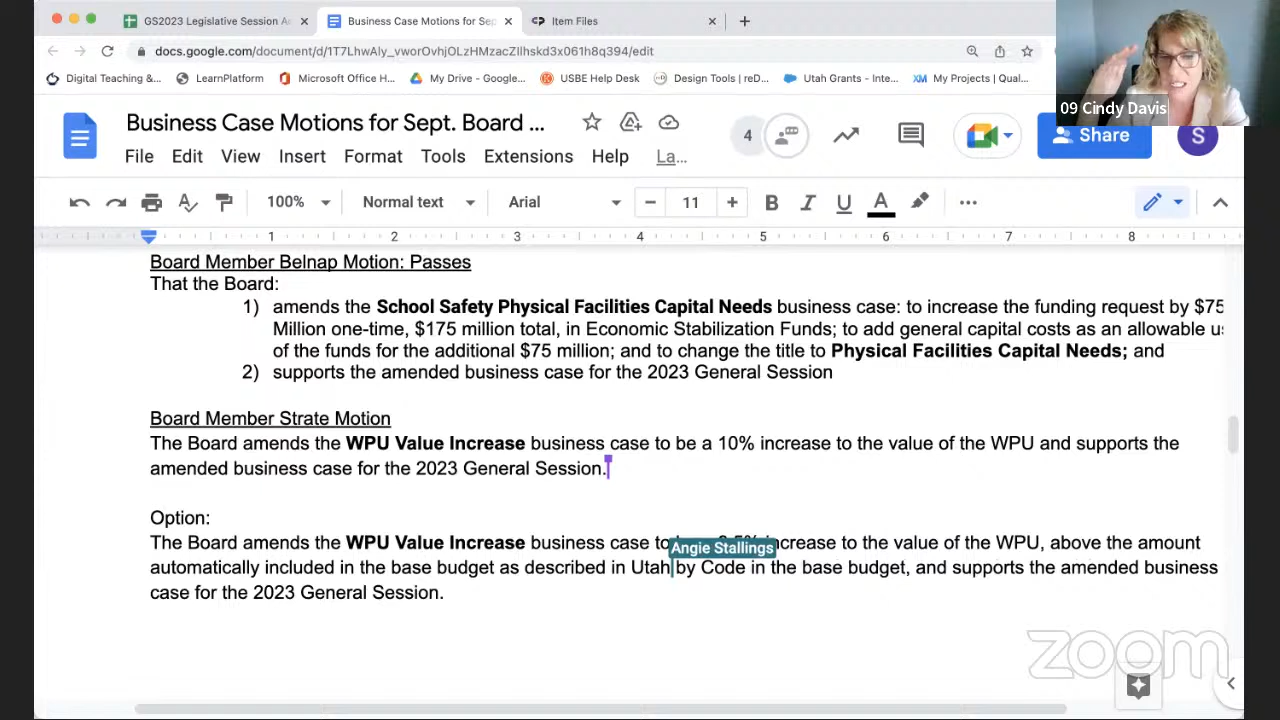 GS2023 Legislative Session A
Business Case Motions for Sep
Item Files
docs.google.com/document/d/1T7LhwAly_vworOvhjOLzHMzacZIlhskd3x061h8q394/edit
Digital Teaching &...
LearnPlatform
Microsoft Office H...
My Drive - Google...
USBE Help Desk
Design Tools | reD...
Utah Grants - Inte...
My Projects | Qual...
09 Cindy Davis
Business Case Motions for Sept. Board ...
4
Share
S
File Edit View Insert Format Tools Extensions Help La...
100% Normal text Arial 11 B I U A
1 2 3 4 5 6 7 8
Board Member Belnap Motion: Passes
That the Board:
1) amends the School Safety Physical Facilities Capital Needs business case: to increase the funding request by $75
Million one-time, $175 million total, in Economic Stabilization Funds; to add general capital costs as an allowable
of the funds for the additional $75 million; and to change the title to Physical Facilities Capital Needs; and
2) supports the amended business case for the 2023 General Session
Board Member Strate Motion
The Board amends the WPU Value Increase business case to be a 10% increase to the value of the WPU and supports the
amended business case for the 2023 General Session.
Option:
The Board amends the WPU Value Increase business case to increase to the value of the WPU, above the amount
Angie Stallings
automatically included in the base budget as described in Utah by Code in the base budget, and supports the amended business
case for the 2023 General Session.
zoom